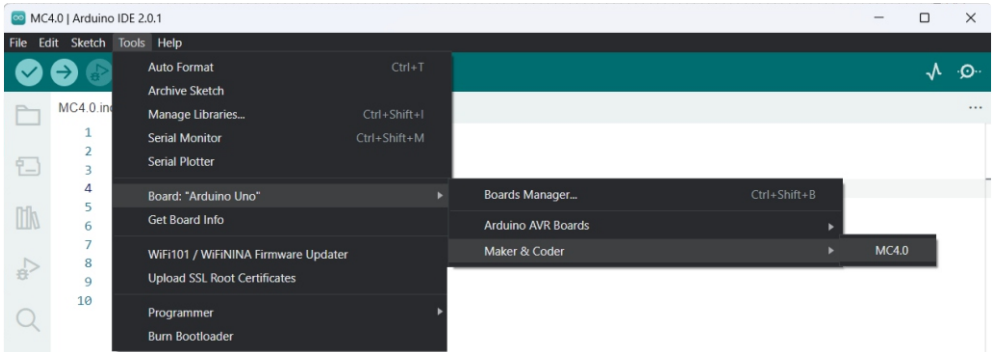 MC4.0 | Arduino IDE 2.0.1
File Edit Sketch Tools Help
MC4.0.ino
Auto Format Ctrl+T
Archive Sketch
Manage Libraries... Ctrl+Shift+I
Serial Monitor Ctrl+Shift+M
Serial Plotter
Board: "Arduino Uno"
Get Board Info
WiFi101 / WiFiNINA Firmware Updater
Upload SSL Root Certificates
Programmer
Burn Bootloader
Boards Manager... Ctrl+Shift+B
Arduino AVR Boards
Maker & Coder
MC4.0
1
2
3
4
5
6
7
8
9
10